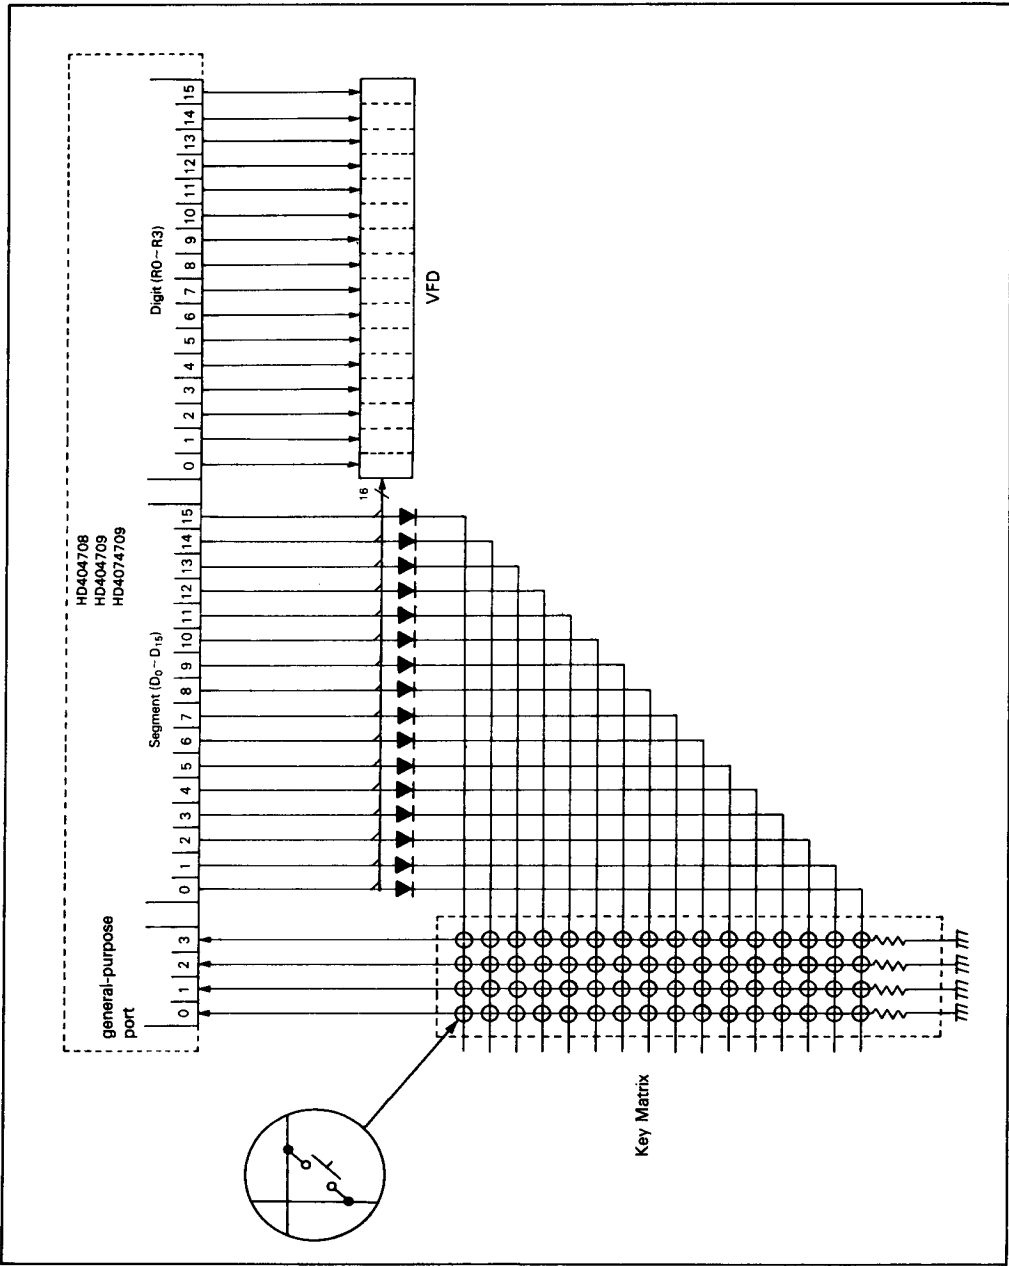 HD404708
HD404709
HD4074709
general-purpose
port
0 1 2 3
Segment (D₀~D₁₅)
0 1 2 3 4 5 6 7 8 9 10 11 12 13 14 15
Digit (R0~R3)
0 1 2 3 4 5 6 7 8 9 10 11 12 13 14 15
16
VFD
Key Matrix